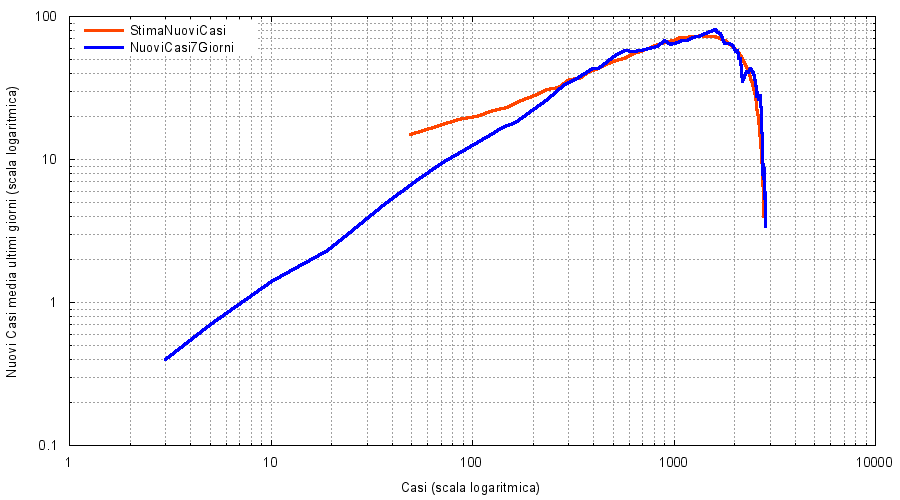 100
StimaNuoviCasi
NuoviCasi7Giorni
10
1
0.1
Nuovi Casi media ultimi giorni (scala logaritmica)
1 10 100 1000 10000
Casi (scala logaritmica)